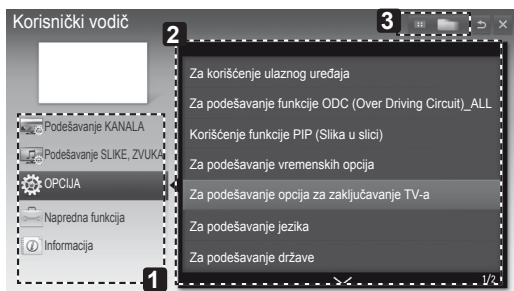 Korisnički vodič
3
2
Za korišćenje ulaznog uređaja
Za podešavanje funkcije ODC (Over Driving Circuit)_ALL
Korišćenje funkcije PIP (Slika u slici)
Za podešavanje vremenskih opcija
Za podešavanje opcija za zaključavanje TV-a
Za podešavanje jezika
Za podešavanje države
1/2
Podešavanje KANALA
Podešavanje SLIKE, ZVUKA
OPCIJA
Napredna funkcija
Informacija
1